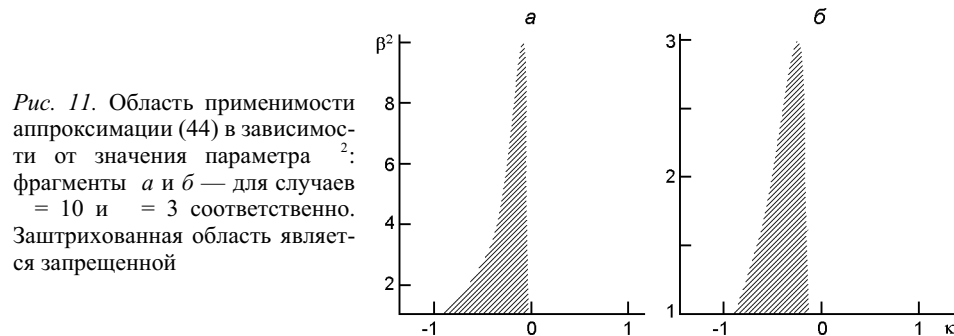 Рис. 11. Область применимости
аппроксимации (44) в зависимос-
ти от значения параметра ²:
фрагменты а и б — для случаев
= 10 и = 3 соответственно.
Заштрихованная область являет-
ся запрещенной
а
β²
8
6
4
2
-1 0 1
б
3
2
1
-1 0 1 κ